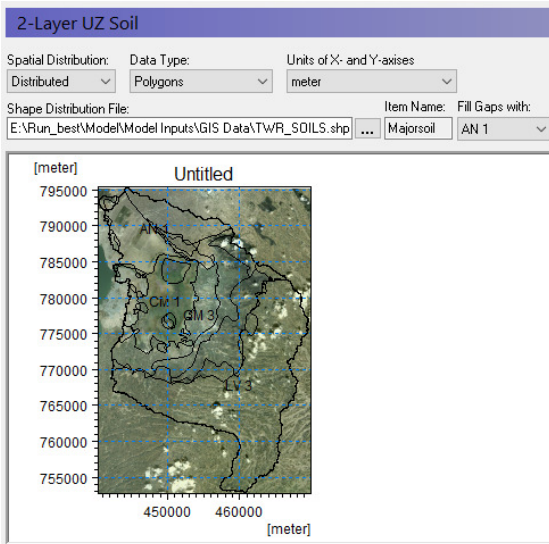 2-Layer UZ Soil
Spatial Distribution: Data Type: Units of X- and Y-axises
Distributed Polygons meter
Shape Distribution File: Item Name: Fill Gaps with:
E:\Run_best\Model\Model Inputs\GIS Data\TWR_SOILS.shp ... Majorsoil AN 1
[meter]
Untitled
795000
790000
AN 1
785000
780000
CM 1
CM 3
775000
770000
LV 3
765000
760000
755000
450000 460000
[meter]